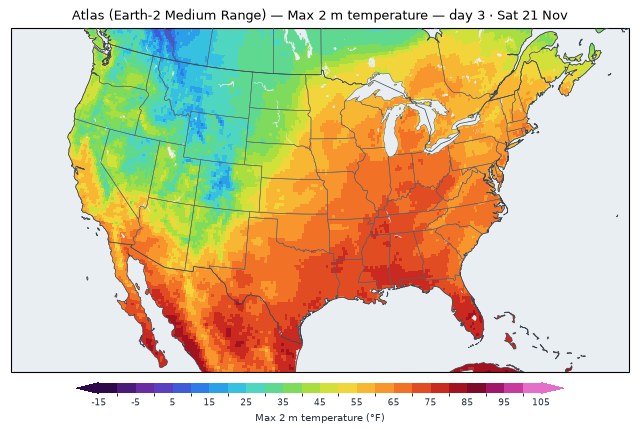 Atlas (Earth-2 Medium Range) — Max 2 m temperature — day 3 · Sat 21 Nov
-15 -5 5 15 25 35 45 55 65 75 85 95 105
Max 2 m temperature (°F)